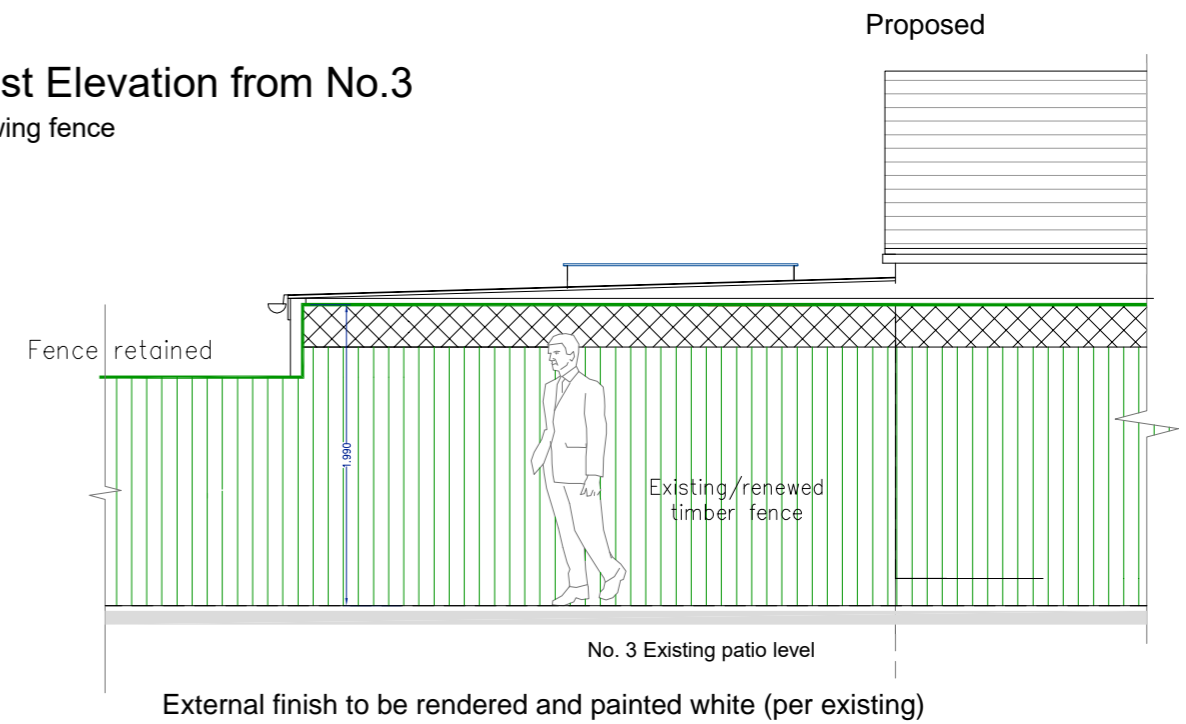 Proposed
st Elevation from No.3
ing fence
Fence retained
1.990
Existing/renewed
timber fence
No. 3 Existing patio level
External finish to be rendered and painted white (per existing)